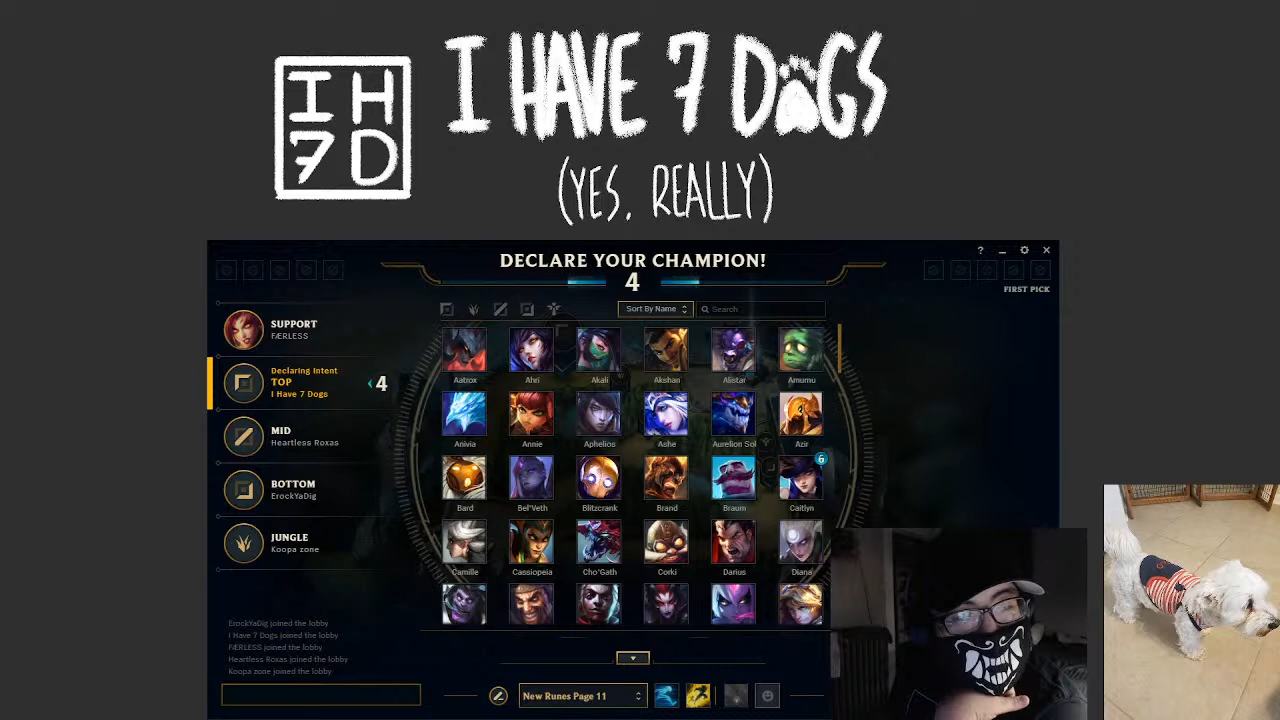 I HAVE 7 DOGS
IH
7D
(YES, REALLY)
DECLARE YOUR CHAMPION!
4
FIRST PICK
Sort By Name
Search
SUPPORT
FÆRLESS
Declaring Intent
TOP
I Have 7 Dogs
4
MID
Heartless Roxas
BOTTOM
ErockYaDig
JUNGLE
Koopa zone
Aatrox Ahri Akali Akshan Alistar Amumu
Anivia Annie Aphelios Ashe Aurelion Sol Azir
6
Bard Bel'Veth Blitzcrank Brand Braum Caitlyn
Camille Cassiopeia Cho'Gath Corki Darius Diana
ErockYaDig joined the lobby
I Have 7 Dogs joined the lobby
FÆRLESS joined the lobby
Heartless Roxas joined the lobby
Koopa zone joined the lobby
New Runes Page 11